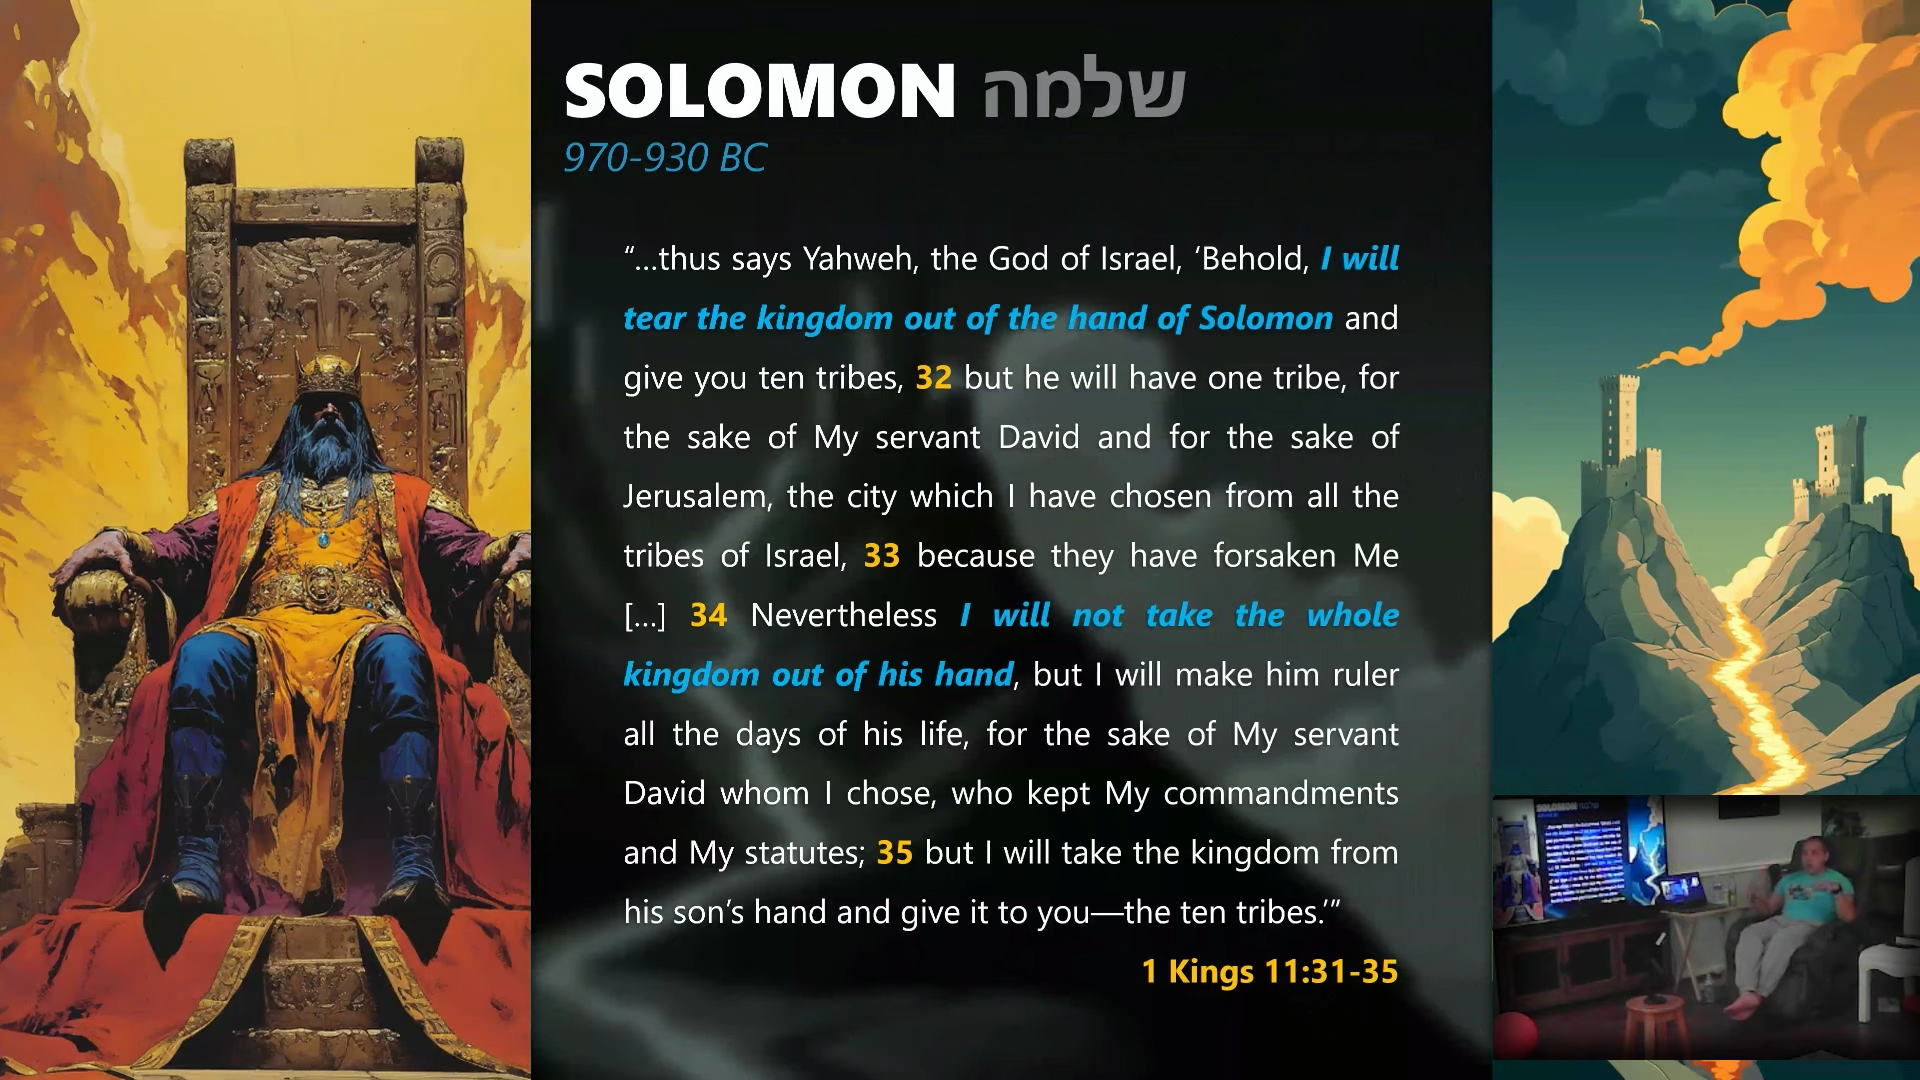 SOLOMON שלמה
970-930 BC
“...thus says Yahweh, the God of Israel, ‘Behold, I will
tear the kingdom out of the hand of Solomon and
give you ten tribes, 32 but he will have one tribe, for
the sake of My servant David and for the sake of
Jerusalem, the city which I have chosen from all the
tribes of Israel, 33 because they have forsaken Me
[...] 34 Nevertheless I will not take the whole
kingdom out of his hand, but I will make him ruler
all the days of his life, for the sake of My servant
David whom I chose, who kept My commandments
and My statutes; 35 but I will take the kingdom from
his son’s hand and give it to you—the ten tribes.’”
1 Kings 11:31-35
SOLOMON שלמה